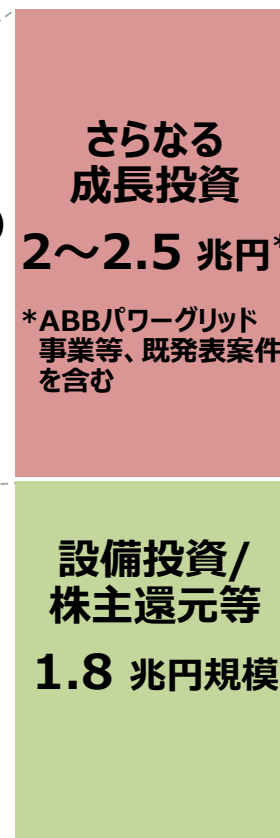 )
さらなる
成長投資
2～2.5 兆円*
*ABBパワーグリッド
事業等、既発表案件
を含む
設備投資/
株主還元等
1.8 兆円規模